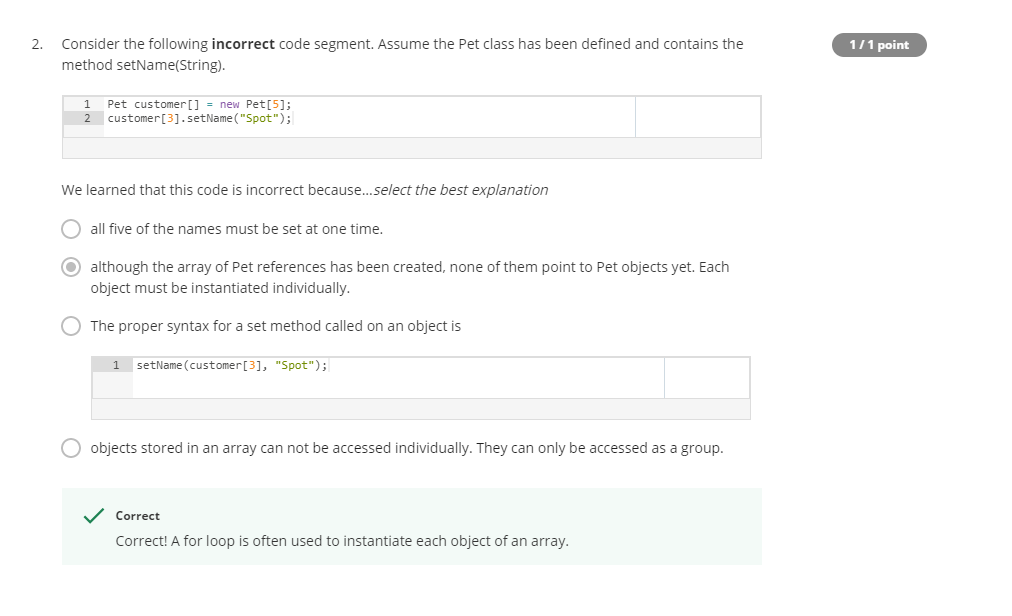 2. Consider the following incorrect code segment. Assume the Pet class has been defined and contains the
method setName(String).
1 / 1 point
1 Pet customer[] = new Pet[5];
2 customer[3].setName("Spot");
We learned that this code is incorrect because...select the best explanation
all five of the names must be set at one time.
although the array of Pet references has been created, none of them point to Pet objects yet. Each
object must be instantiated individually.
The proper syntax for a set method called on an object is
1 setName(customer[3], "Spot");
objects stored in an array can not be accessed individually. They can only be accessed as a group.
Correct
Correct! A for loop is often used to instantiate each object of an array.